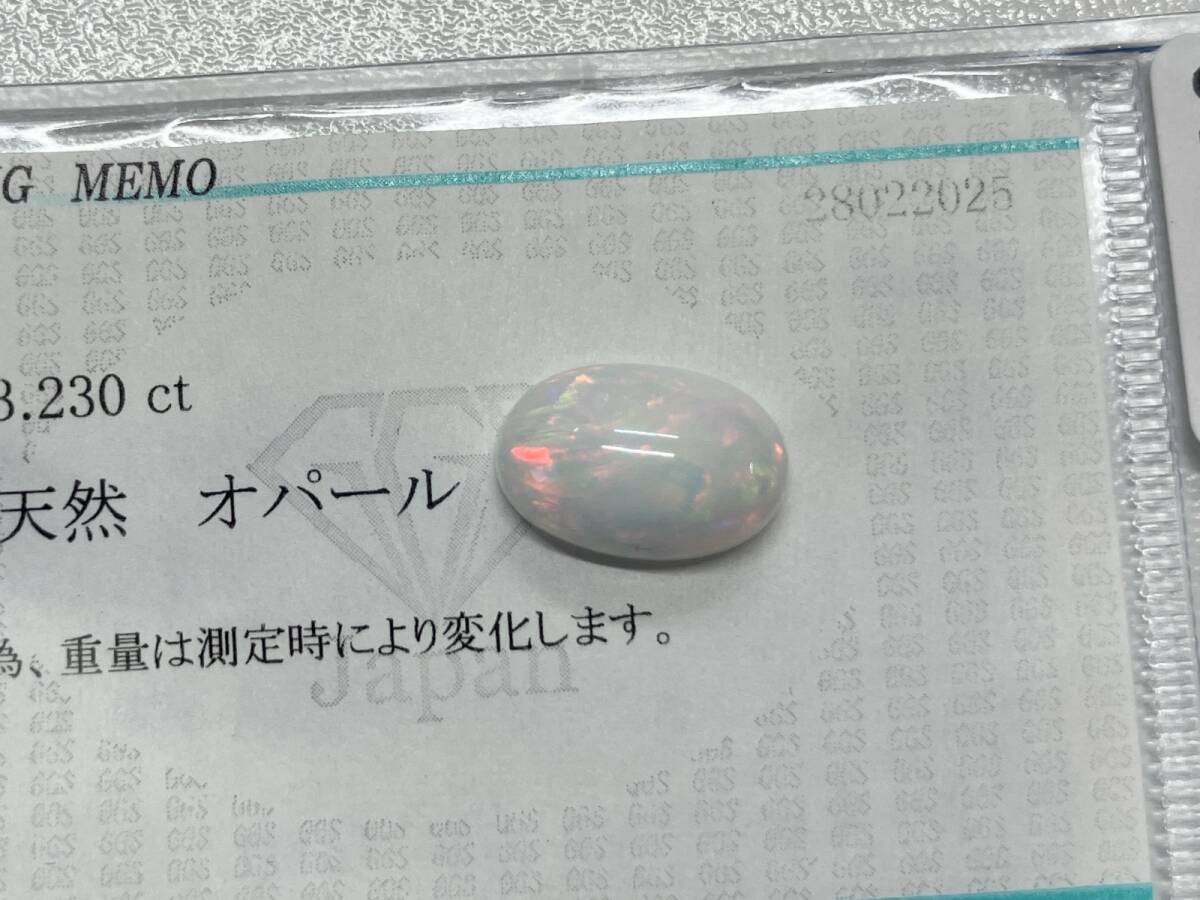 NG MEMO
28022025
3.230 ct
天然 オパール
為、重量は測定時により変化します。
Japan